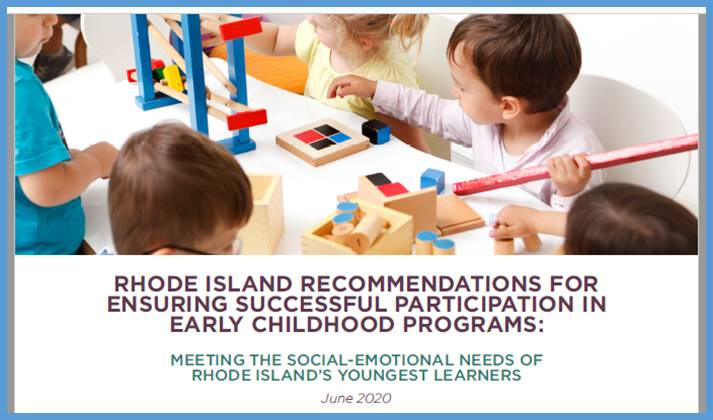 RHODE ISLAND RECOMMENDATIONS FOR
ENSURING SUCCESSFUL PARTICIPATION IN
EARLY CHILDHOOD PROGRAMS:
MEETING THE SOCIAL-EMOTIONAL NEEDS OF
RHODE ISLAND'S YOUNGEST LEARNERS
June 2020